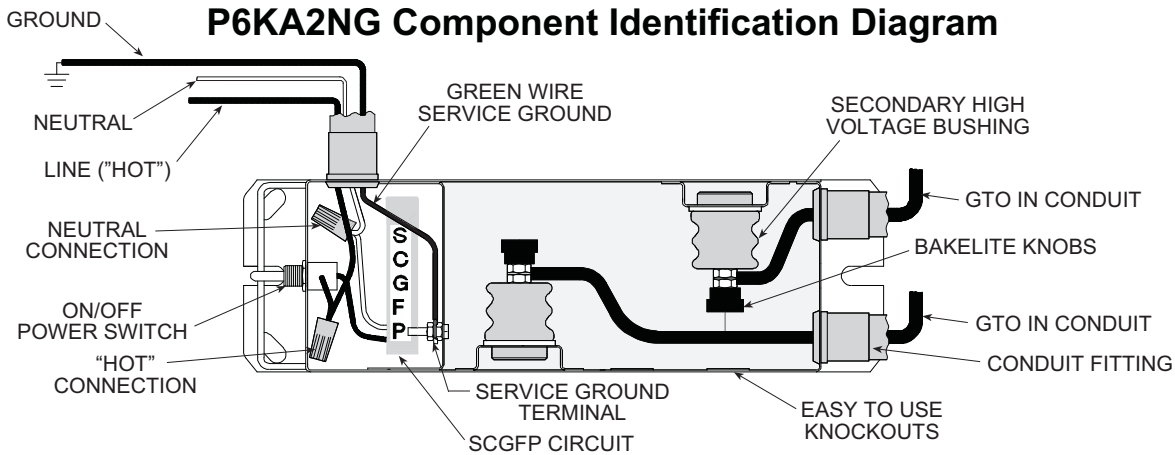 P6KA2NG Component Identification Diagram
GROUND
NEUTRAL
LINE ("HOT")
GREEN WIRE
SERVICE GROUND
SECONDARY HIGH
VOLTAGE BUSHING
GTO IN CONDUIT
NEUTRAL
CONNECTION
BAKELITE KNOBS
ON/OFF
POWER SWITCH
"HOT"
CONNECTION
S
C
G
F
P
GTO IN CONDUIT
CONDUIT FITTING
SERVICE GROUND
TERMINAL
SCGFP CIRCUIT
EASY TO USE
KNOCKOUTS